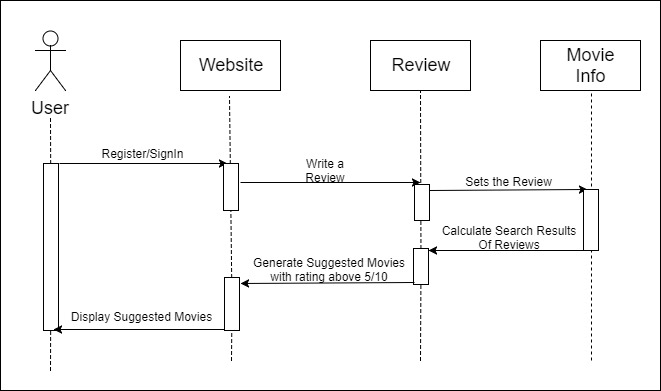 User
Website
Review
Movie
Info
Register/SignIn
Write a
Review
Sets the Review
Calculate Search Results
Of Reviews
Generate Suggested Movies
with rating above 5/10
Display Suggested Movies